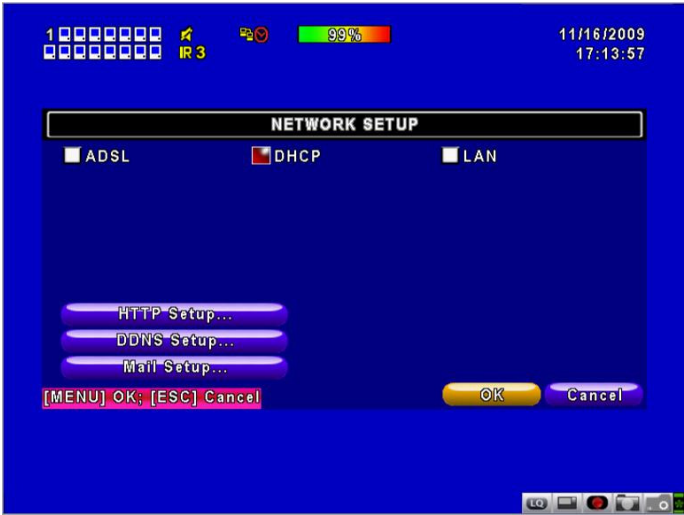 1
IR 3
99%
11/16/2009
17:13:57
NETWORK SETUP
ADSL DHCP LAN
HTTP Setup...
DDNS Setup...
Mail Setup...
[MENU] OK; [ESC] Cancel
OK Cancel
LQ